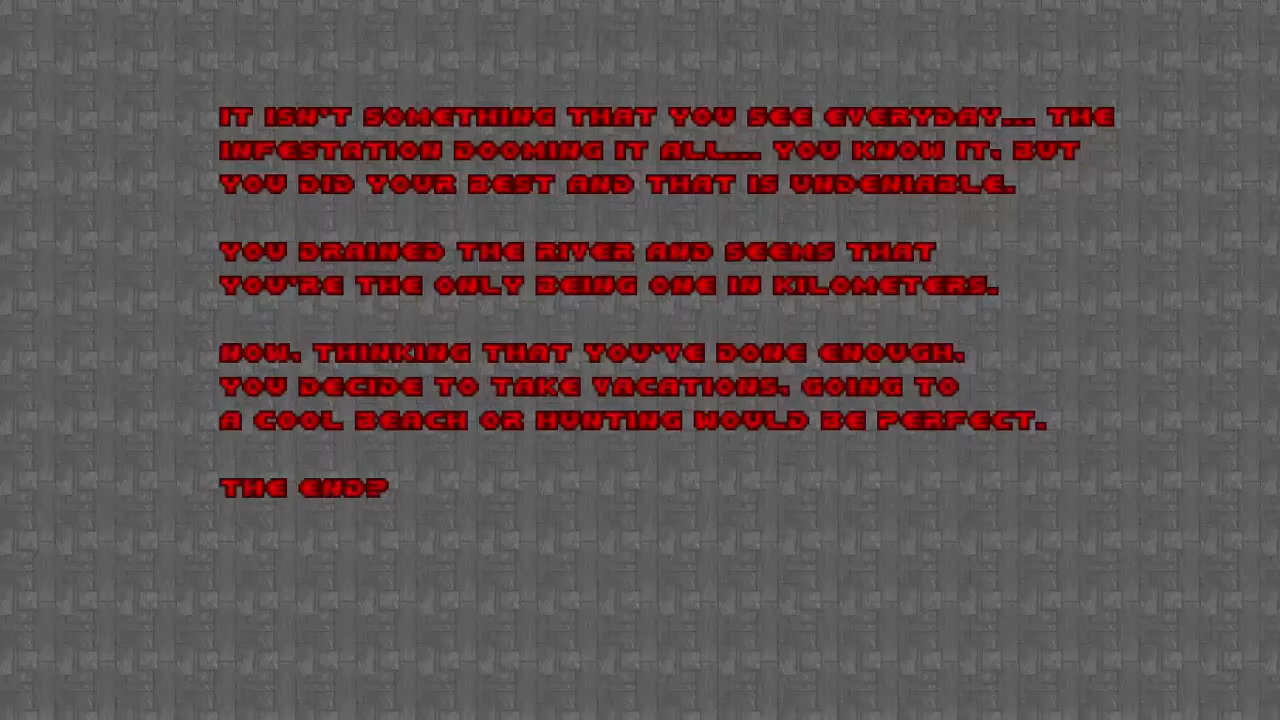 IT ISN'T SOMETHING THAT YOU SEE EVERYDAY... THE
INFESTATION DOOMING IT ALL... YOU KNOW IT, BUT
YOU DID YOUR BEST AND THAT IS UNDENIABLE.
YOU DRAINED THE RIVER AND SEEMS THAT
YOU'RE THE ONLY BEING ONE IN KILOMETERS.
NOW, THINKING THAT YOU'VE DONE ENOUGH,
YOU DECIDE TO TAKE VACATIONS, GOING TO
A COOL BEACH OR HUNTING WOULD BE PERFECT.
THE END?